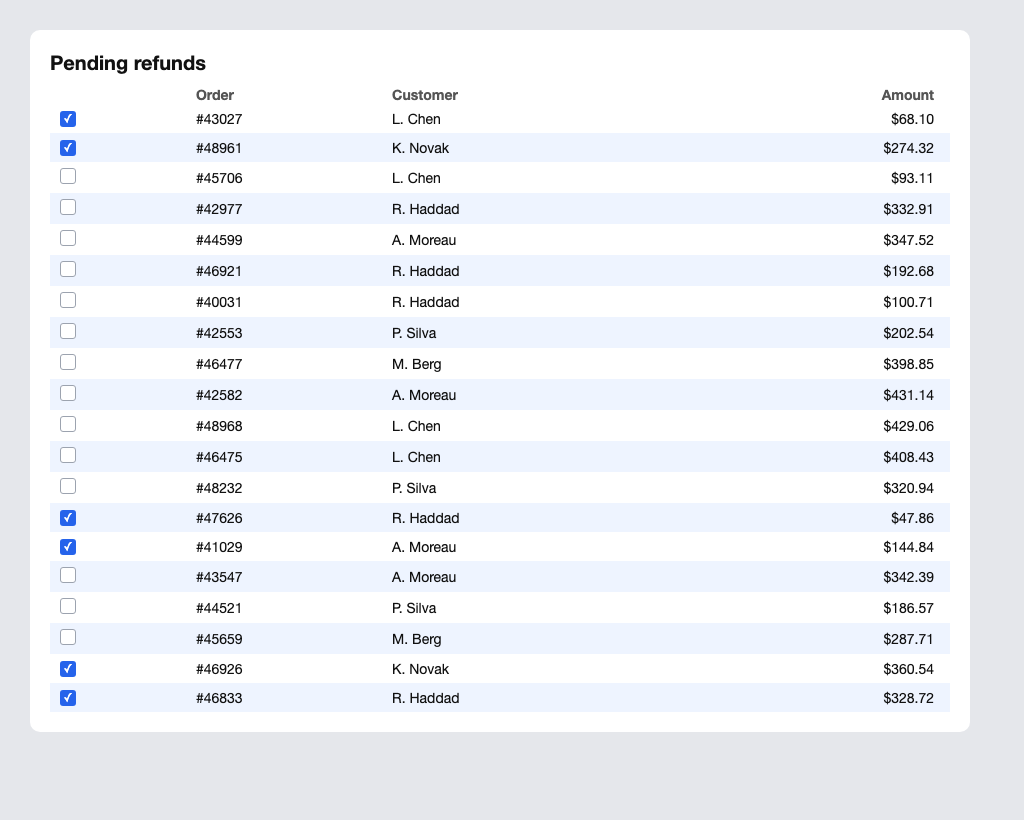 Pending refunds
Order Customer Amount
#43027 L. Chen $68.10
#48961 K. Novak $274.32
#45706 L. Chen $93.11
#42977 R. Haddad $332.91
#44599 A. Moreau $347.52
#46921 R. Haddad $192.68
#40031 R. Haddad $100.71
#42553 P. Silva $202.54
#46477 M. Berg $398.85
#42582 A. Moreau $431.14
#48968 L. Chen $429.06
#46475 L. Chen $408.43
#48232 P. Silva $320.94
#47626 R. Haddad $47.86
#41029 A. Moreau $144.84
#43547 A. Moreau $342.39
#44521 P. Silva $186.57
#45659 M. Berg $287.71
#46926 K. Novak $360.54
#46833 R. Haddad $328.72